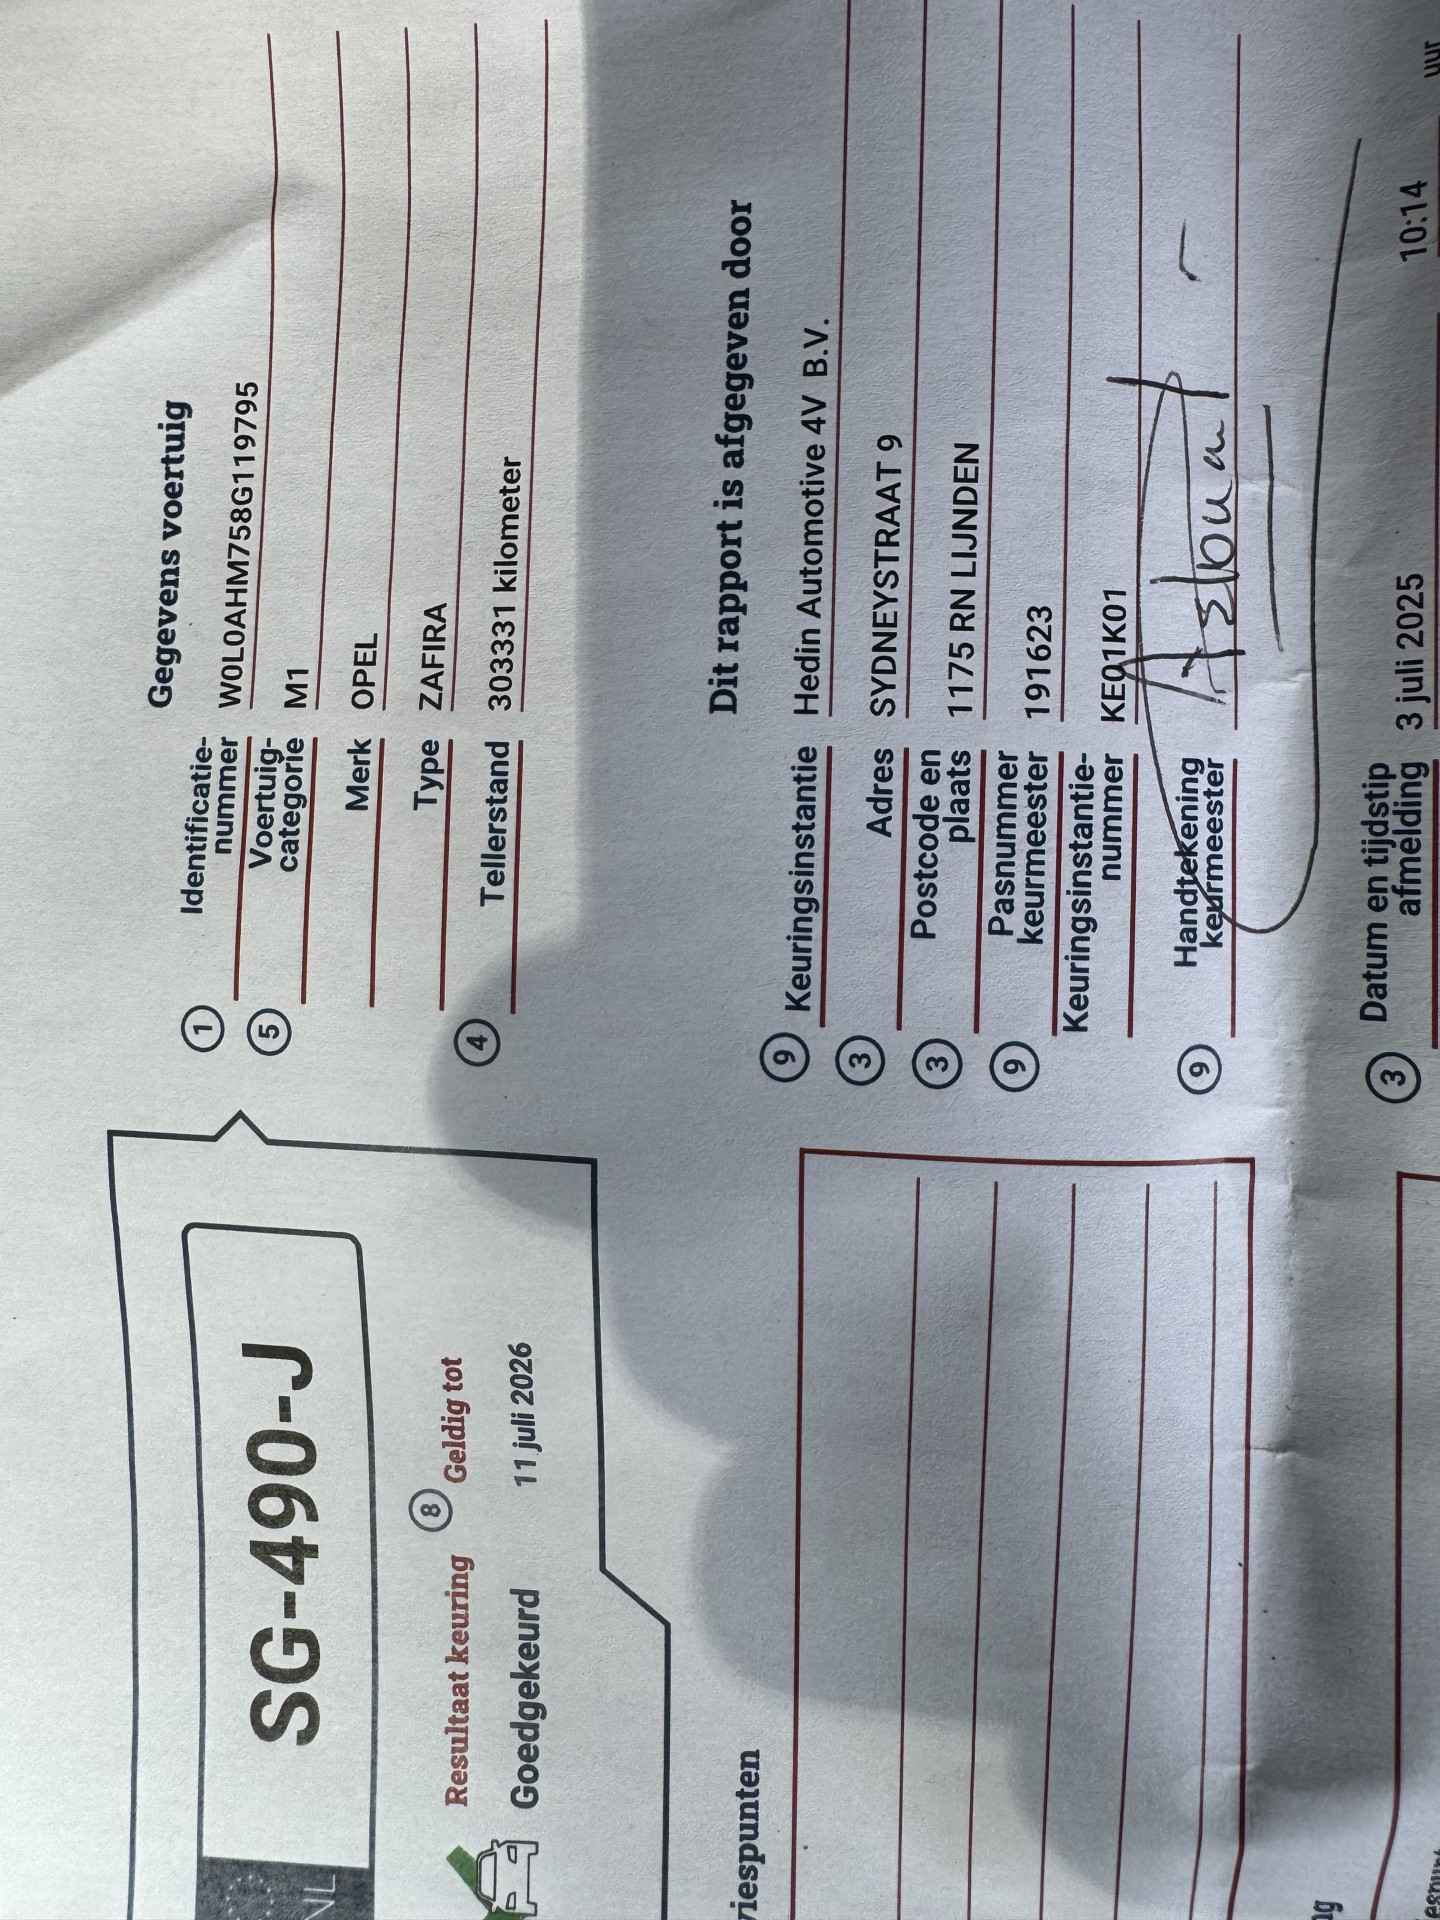 NL
SG-490-J
Resultaat keuring
8 Geldig tot
Goedgekeurd
11 juli 2026
Gegevens voertuig
1 Identificatie-
nummer W0L0AHM758G119795
5 Voertuig-
categorie M1
Merk OPEL
Type ZAFIRA
4 Tellerstand 303331 kilometer
Dit rapport is afgegeven door
9 Keuringsinstantie Hedin Automotive 4V B.V.
3 Adres SYDNEYSTRAAT 9
3 Postcode en
plaats 1175 RN LIJNDEN
9 Pasnummer
keurmeester 191623
Keuringsinstantie-
nummer KE01K01
9 Handtekening
keurmeester
3 Datum en tijdstip
afmelding 3 juli 2025 10:14 uur